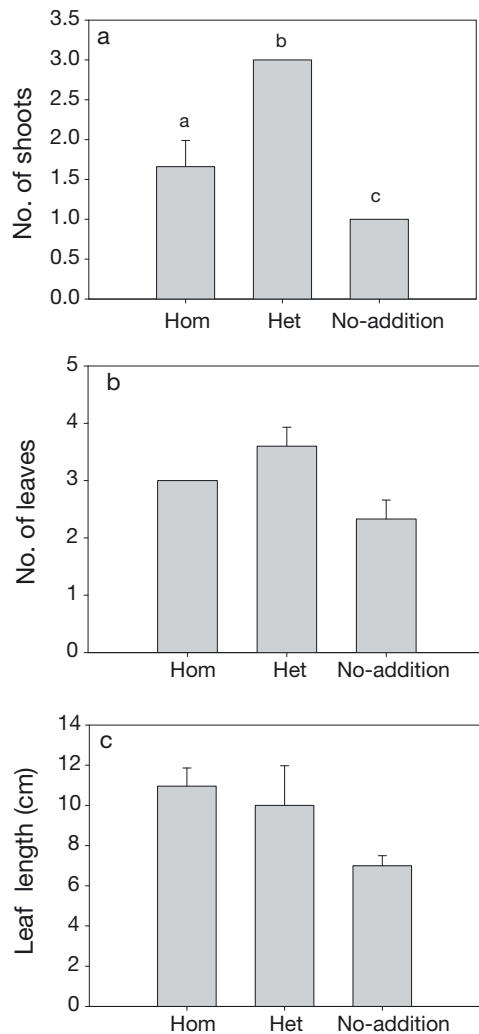 a
No. of shoots
3.5
3.0
2.5
2.0
1.5
1.0
0.5
0.0
a
b
c
Hom Het No-addition
b
No. of leaves
5
4
3
2
1
0
Hom Het No-addition
c
Leaf length (cm)
14
12
10
8
6
4
2
0
Hom Het No-addition